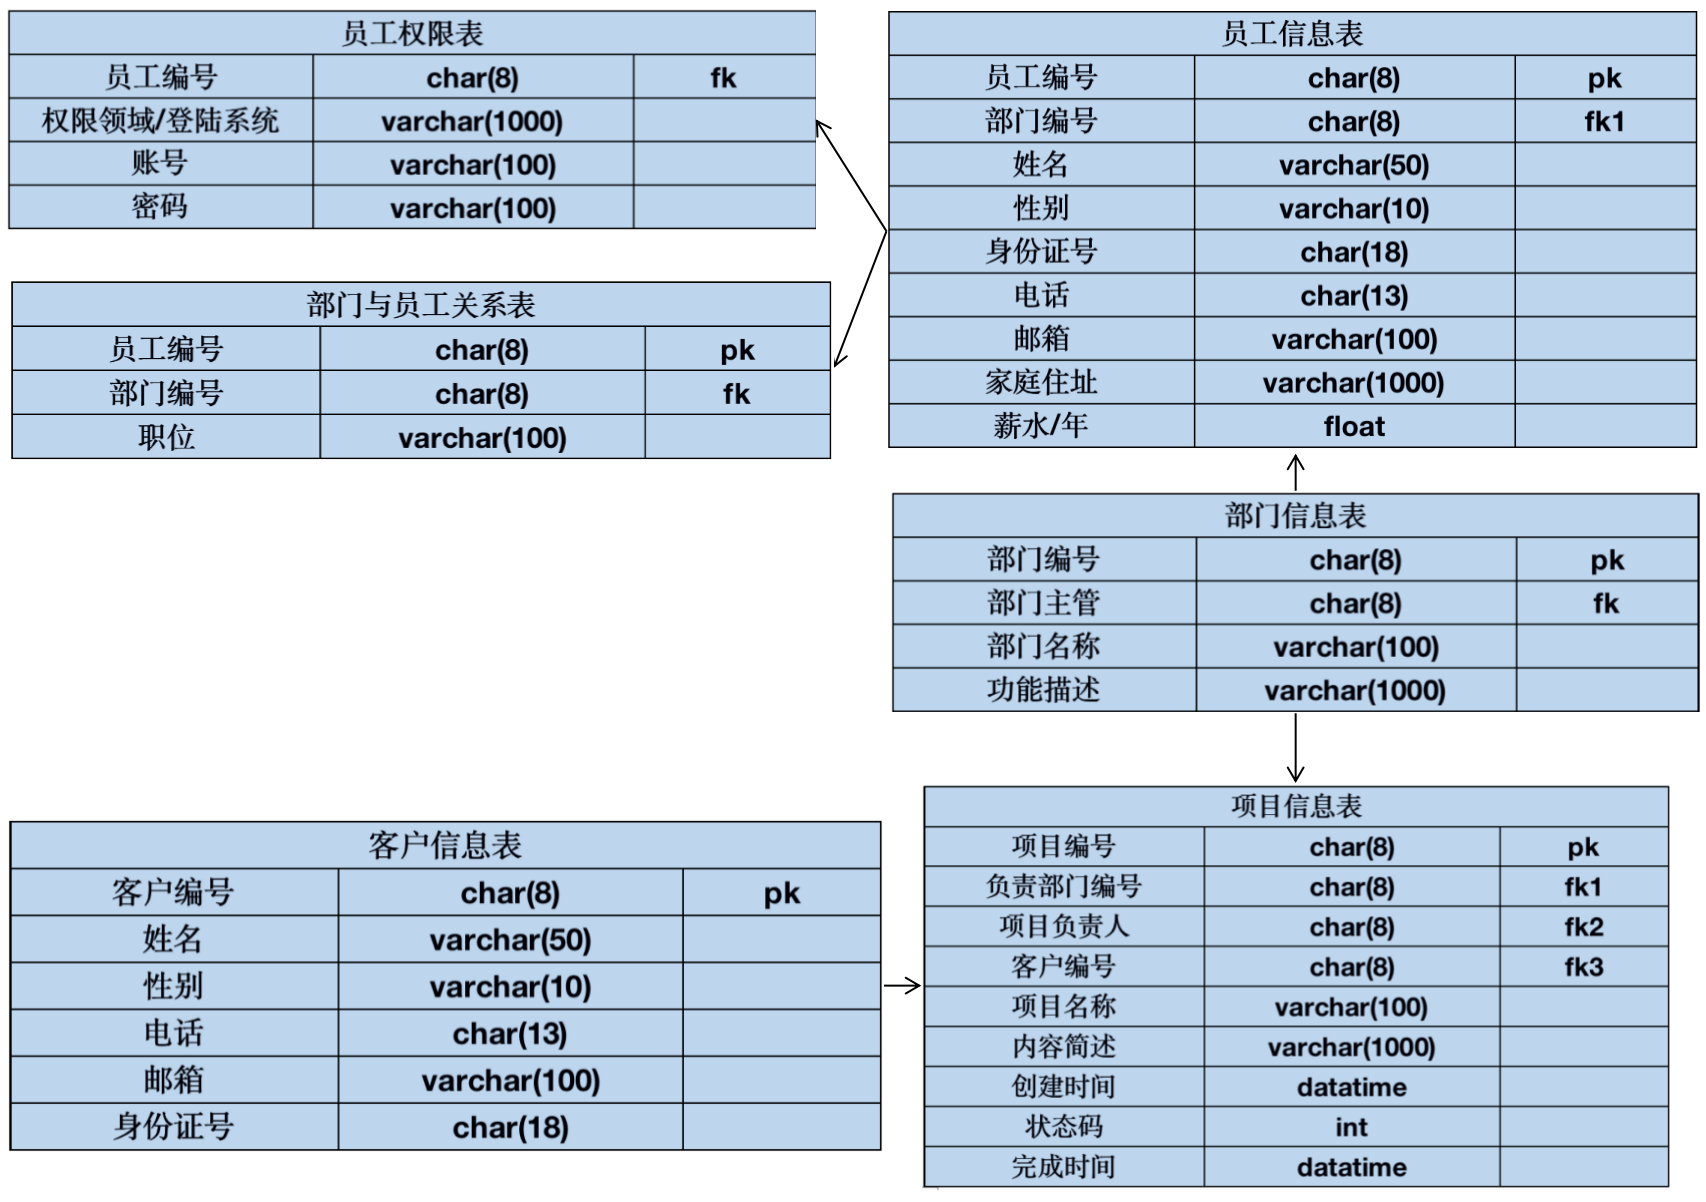 员工权限表
员工编号 char(8) fk
权限领域/登陆系统 varchar(1000)
账号 varchar(100)
密码 varchar(100)
员工信息表
员工编号 char(8) pk
部门编号 char(8) fk1
姓名 varchar(50)
性别 varchar(10)
身份证号 char(18)
电话 char(13)
邮箱 varchar(100)
家庭住址 varchar(1000)
薪水/年 float
部门与员工关系表
员工编号 char(8) pk
部门编号 char(8) fk
职位 varchar(100)
部门信息表
部门编号 char(8) pk
部门主管 char(8) fk
部门名称 varchar(100)
功能描述 varchar(1000)
客户信息表
客户编号 char(8) pk
姓名 varchar(50)
性别 varchar(10)
电话 char(13)
邮箱 varchar(100)
身份证号 char(18)
项目信息表
项目编号 char(8) pk
负责部门编号 char(8) fk1
项目负责人 char(8) fk2
客户编号 char(8) fk3
项目名称 varchar(100)
内容简述 varchar(1000)
创建时间 datatime
状态码 int
完成时间 datatime